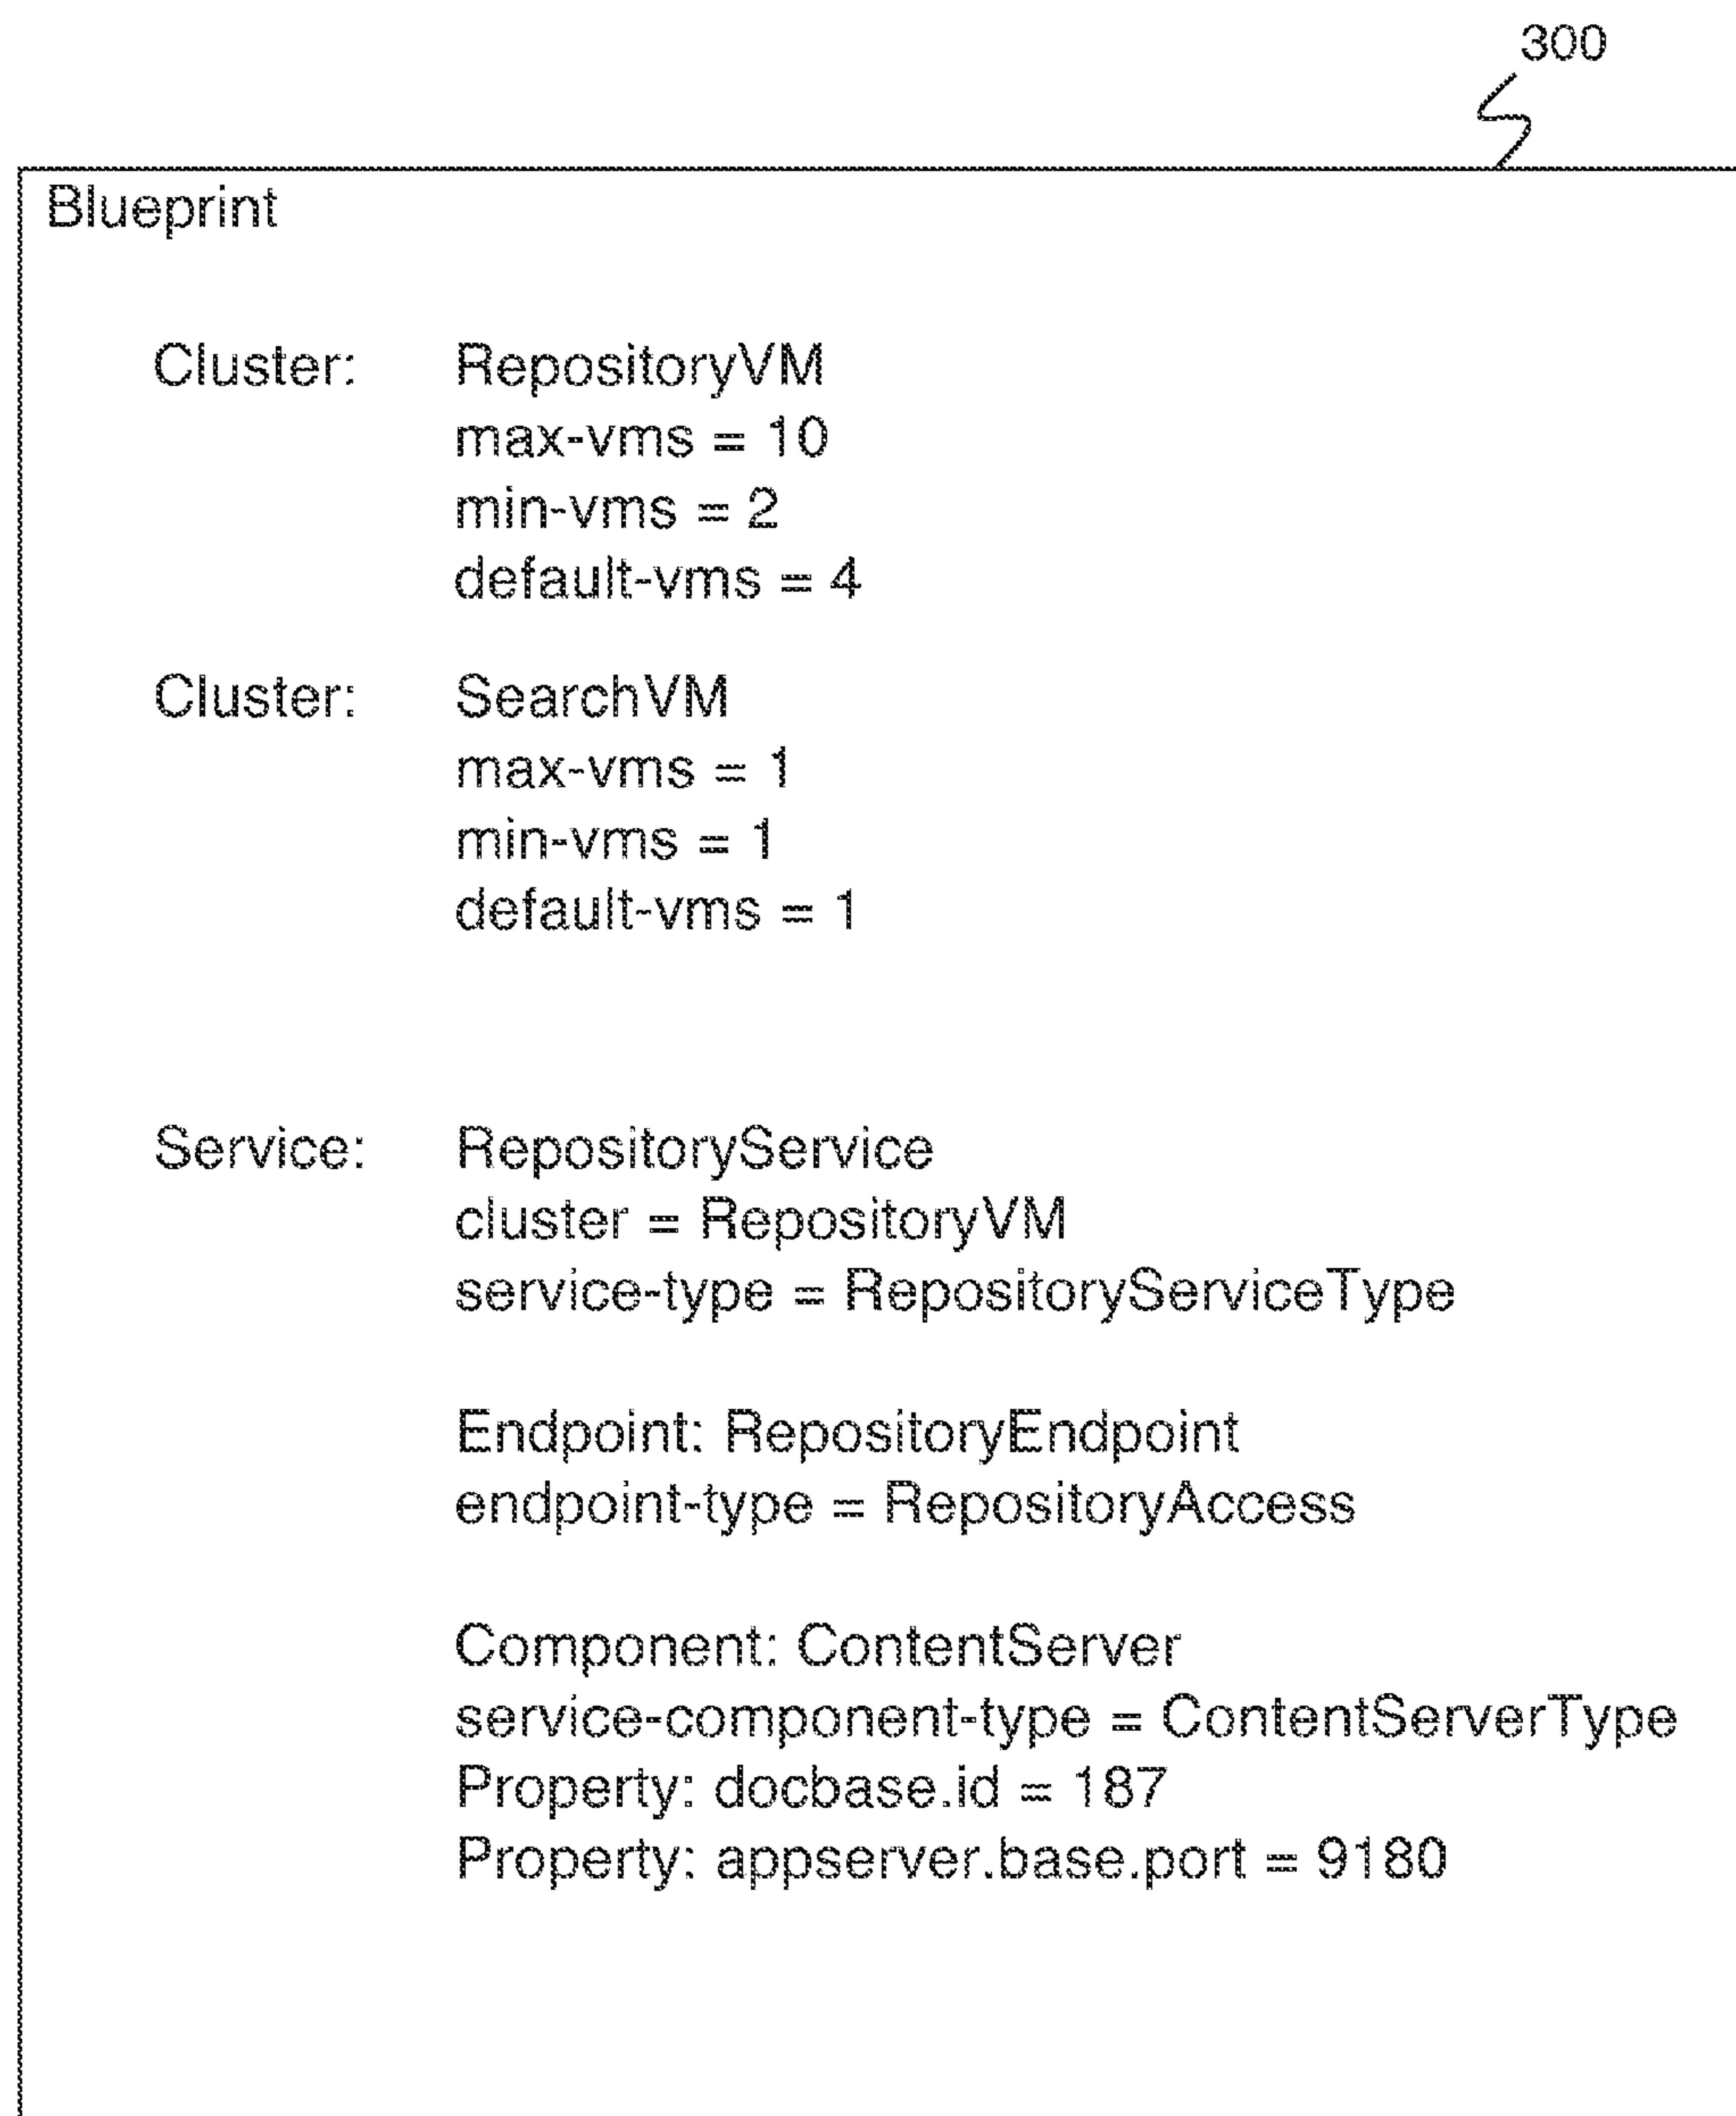 300
Blueprint
Cluster: RepositoryVM
max-vms = 10
min-vms = 2
default-vms = 4
Cluster: SearchVM
max-vms = 1
min-vms = 1
default-vms = 1
Service: RepositoryService
cluster = RepositoryVM
service-type = RepositoryServiceType
Endpoint: RepositoryEndpoint
endpoint-type = RepositoryAccess
Component: ContentServer
service-component-type = ContentServerType
Property: docbase.id = 187
Property: appserver.base.port = 9180